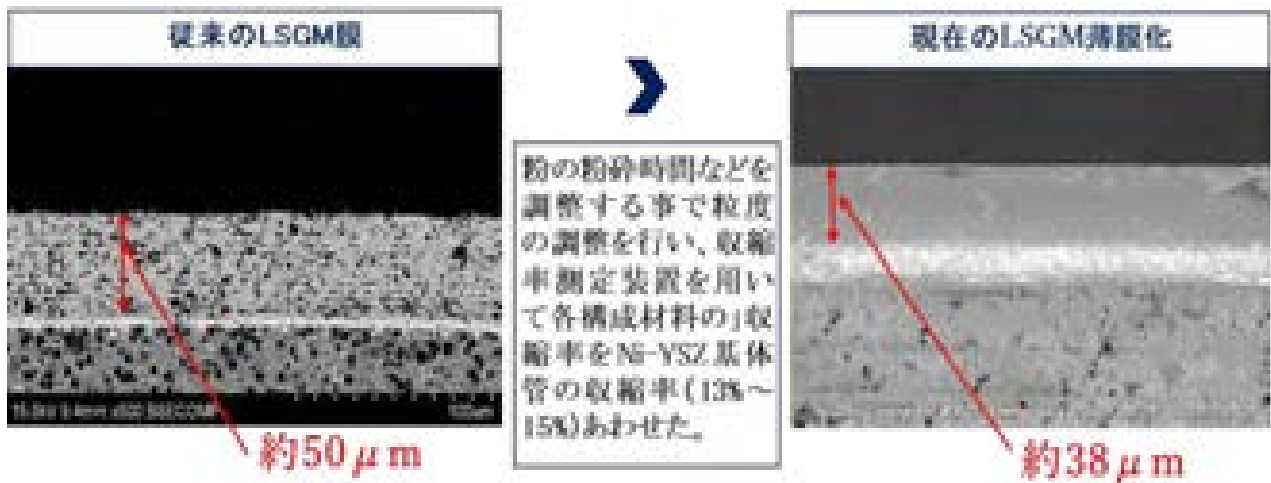 従来のLSGM膜
現在のLSGM薄膜化
粉の粉砕時間などを
調整する事で粒度
の調整を行い、収縮
率測定装置を用い
て各構成材料の」収
縮率をNi-YSZ基体
管の収縮率(13%～
15%)あわせた。
100um
約50μm
約38μm